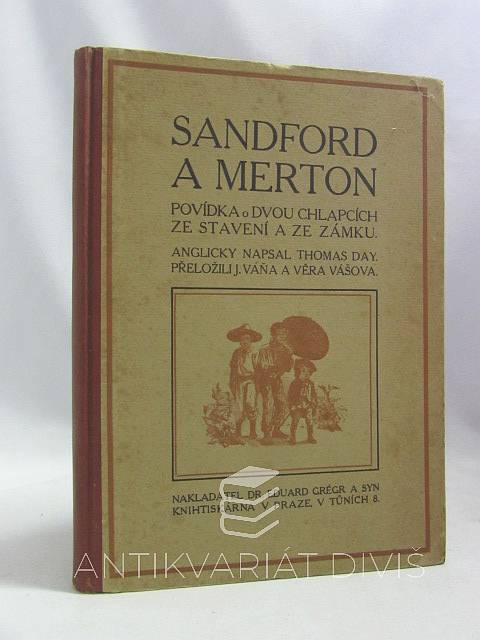 SANDFORD
A MERTON
POVÍDKA o DVOU CHLAPCÍCH
ZE STAVENÍ A ZE ZÁMKU.
ANGLICKY NAPSAL THOMAS DAY.
PŘELOŽILI J. VÁŇA A VĚRA VÁŠOVA.
NAKLADATEL DR. EDUARD GRÉGR A SYN
KNIHTISKÁRNA V PRAZE, V TŮNÍCH 8.
ANTIKVARIÁT DIVIŠ